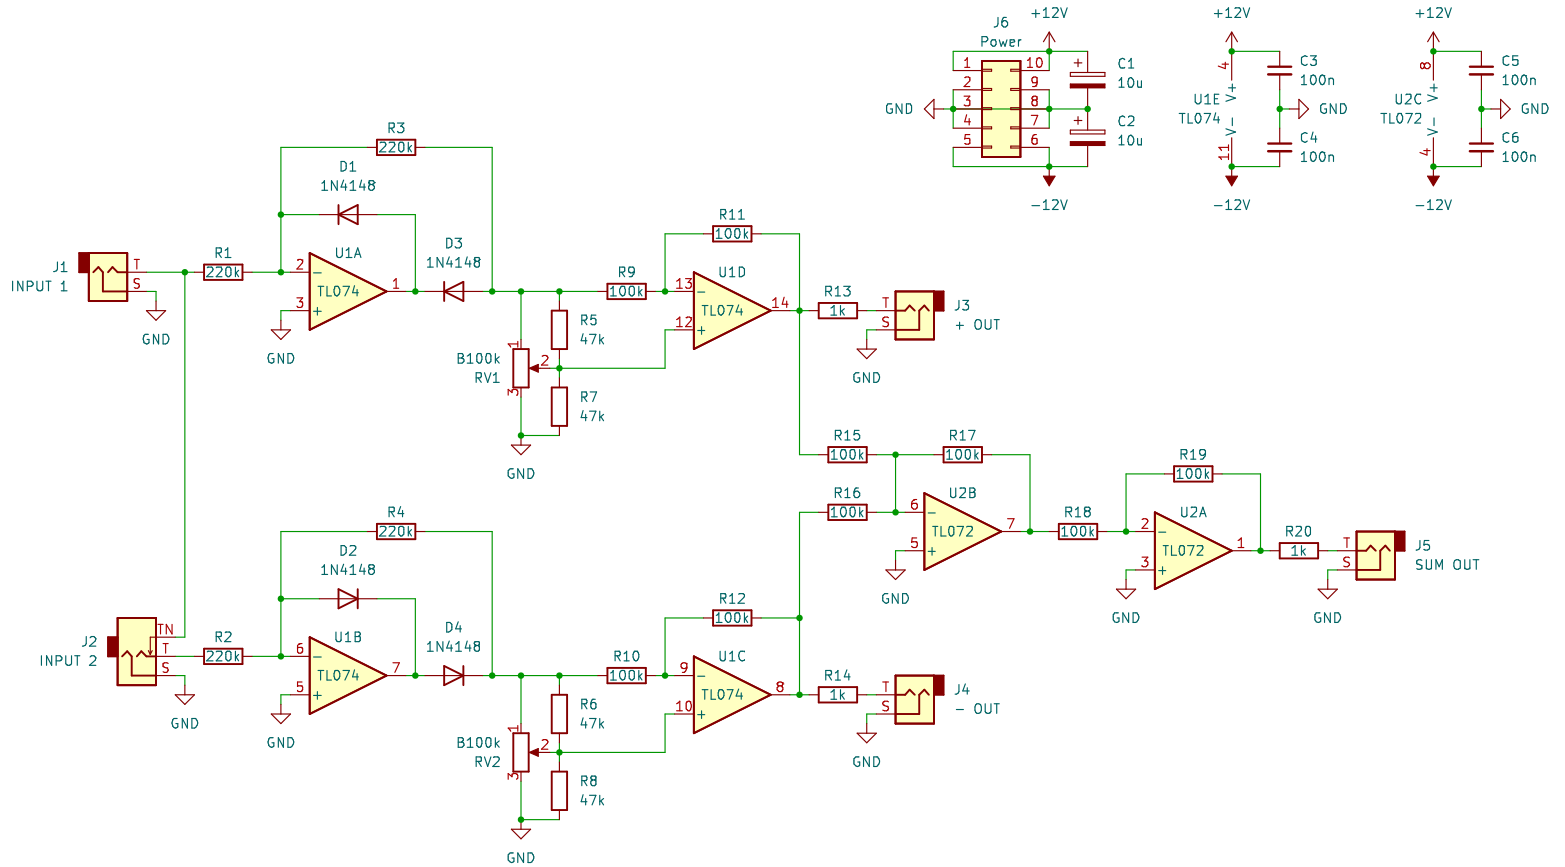 J1
INPUT 1
T
S
GND
R1
220k
R3
220k
D1
1N4148
U1A
TL074
2
−
3
+
1
GND
D3
1N4148
B100k
RV1
1
2
3
R5
47k
R7
47k
GND
R9
100k
R11
100k
U1D
TL074
13
−
12
+
14
R13
1k
T
S
J3
+ OUT
GND
J2
INPUT 2
TN
T
S
GND
R2
220k
R4
220k
D2
1N4148
U1B
TL074
6
−
5
+
7
GND
D4
1N4148
B100k
RV2
1
2
3
R6
47k
R8
47k
GND
R10
100k
R12
100k
U1C
TL074
9
−
10
+
8
R14
1k
T
S
J4
− OUT
GND
R15
100k
R16
100k
R17
100k
U2B
TL072
6
−
5
+
7
GND
R18
100k
R19
100k
U2A
TL072
2
−
3
+
1
GND
R20
1k
T
S
J5
SUM OUT
GND
J6
Power
+12V
1
2
3
4
5
10
9
8
7
6
GND
+
C1
10u
+
C2
10u
−12V
+12V
4
V+
U1E
TL074
V−
11
C3
100n
GND
C4
100n
−12V
+12V
8
V+
U2C
TL072
V−
4
C5
100n
GND
C6
100n
−12V